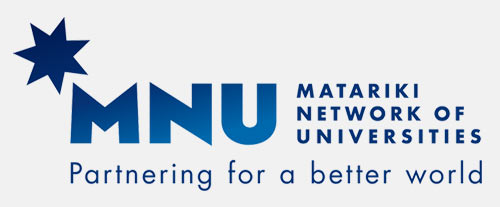 MNU
MATARIKI
NETWORK OF
UNIVERSITIES
Partnering for a better world